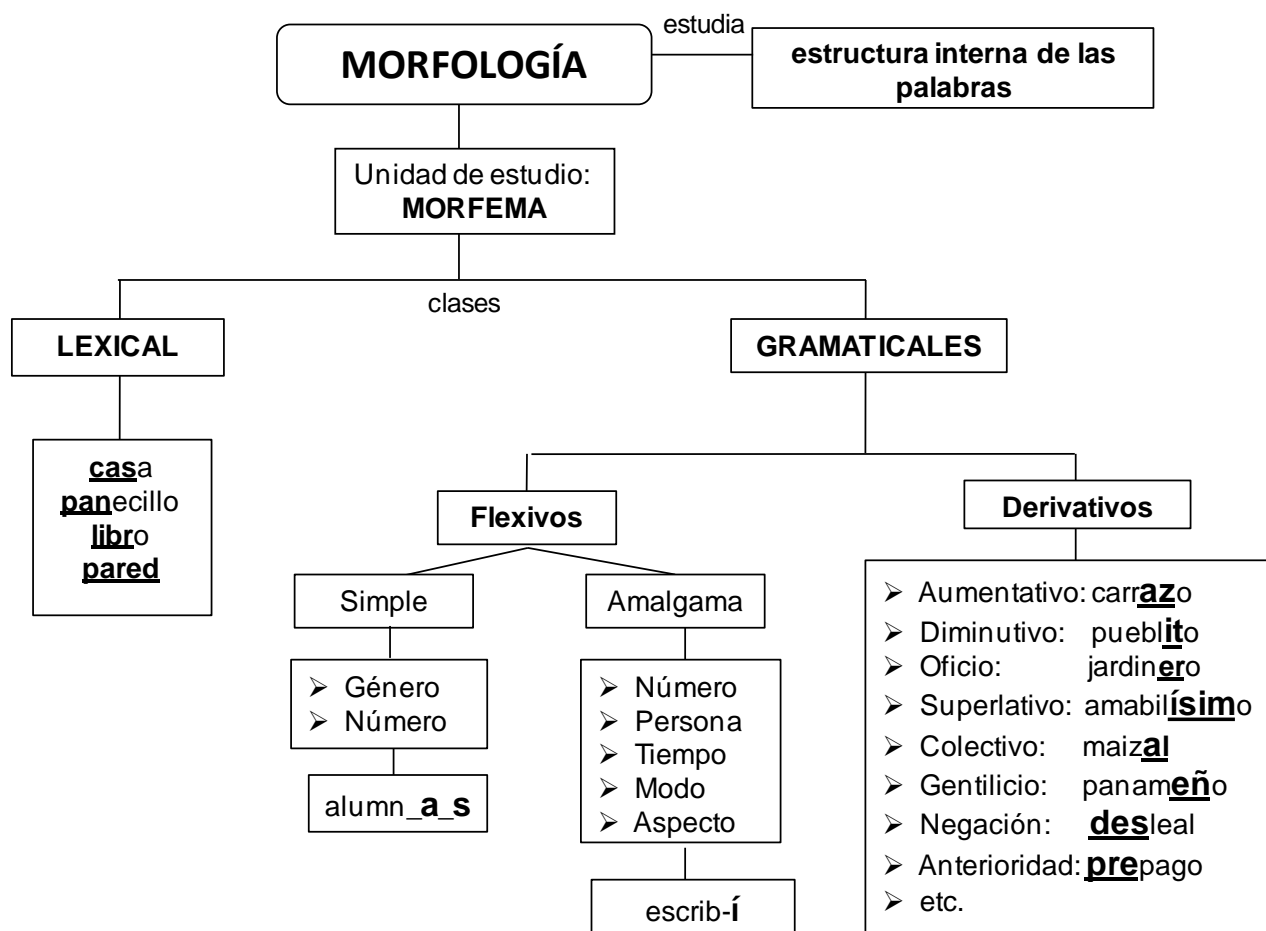 estudia
MORFOLOGÍA
estructura interna de las
palabras
Unidad de estudio:
MORFEMA
clases
LEXICAL
GRAMATICALES
casa
panecillo
libro
pared
Flexivos
Derivativos
Simple
Amalgama
➢ Género
➢ Número
alumn_a_s
➢ Número
➢ Persona
➢ Tiempo
➢ Modo
➢ Aspecto
escrib-í
➢ Aumentativo: carrazo
➢ Diminutivo: pueblito
➢ Oficio: jardinero
➢ Superlativo: amabilísimo
➢ Colectivo: maizal
➢ Gentilicio: panameño
➢ Negación: desleal
➢ Anterioridad: prepago
➢ etc.